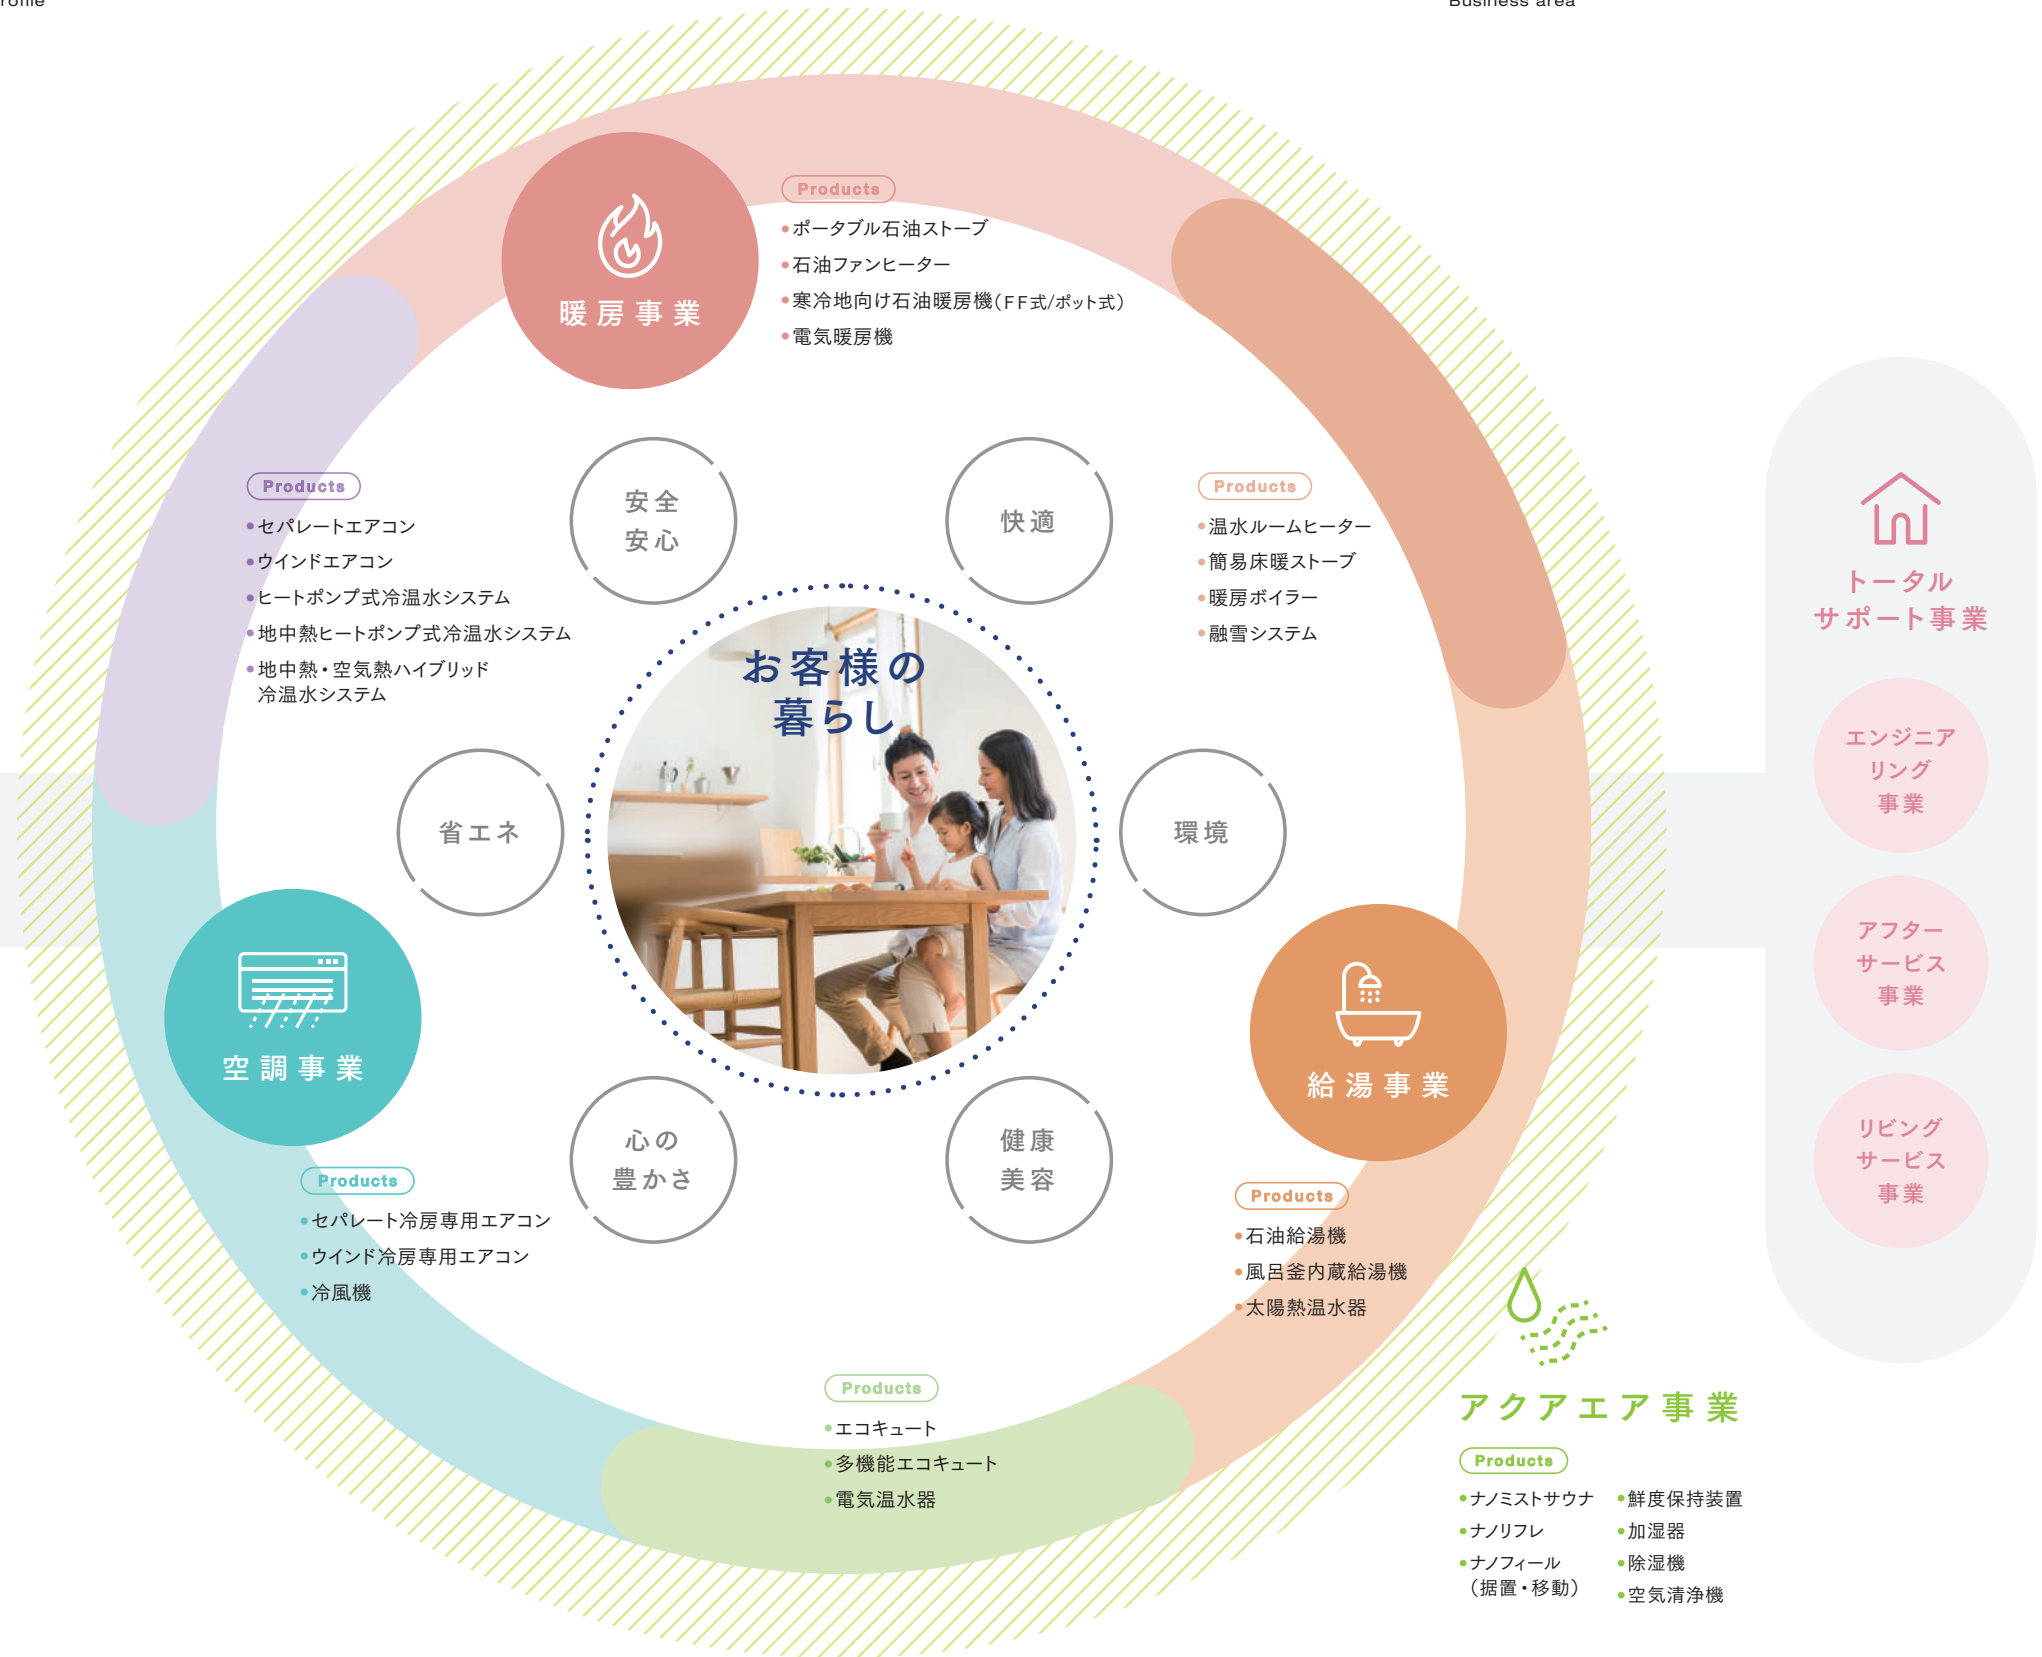 rofile
Business area
暖房事業
Products
ポータブル石油ストーブ
石油ファンヒーター
寒冷地向け石油暖房機(FF式/ポット式)
電気暖房機
Products
セパレートエアコン
ウインドエアコン
ヒートポンプ式冷温水システム
地中熱ヒートポンプ式冷温水システム
地中熱・空気熱ハイブリッド
冷温水システム
安全
安心
快適
Products
温水ルームヒーター
簡易床暖ストーブ
暖房ボイラー
融雪システム
お客様の
暮らし
省エネ
環境
空調事業
給湯事業
心の
豊かさ
健康
美容
Products
セパレート冷房専用エアコン
ウインド冷房専用エアコン
冷風機
Products
石油給湯機
風呂釜内蔵給湯機
太陽熱温水器
Products
エコキュート
多機能エコキュート
電気温水器
アクアエア事業
Products
ナノミストサウナ
ナノリフレ
ナノフィール
(据置・移動)
鮮度保持装置
加湿器
除湿機
空気清浄機
トータル
サポート事業
エンジニア
リング
事業
アフター
サービス
事業
リビング
サービス
事業